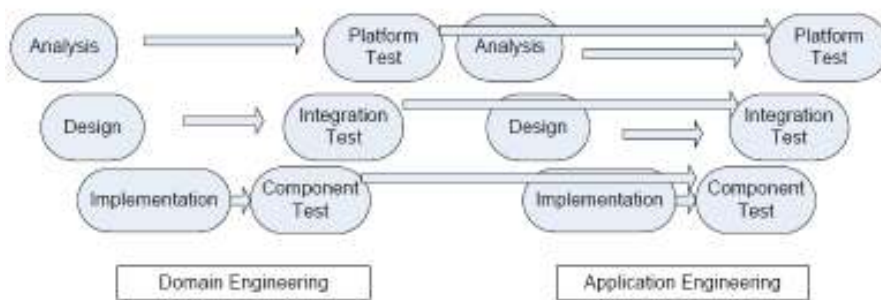 Analysis
Platform
Test
Analysis
Platform
Test
Design
Integration
Test
Design
Integration
Test
Implementation
Component
Test
Implementation
Component
Test
Domain Engineering
Application Engineering